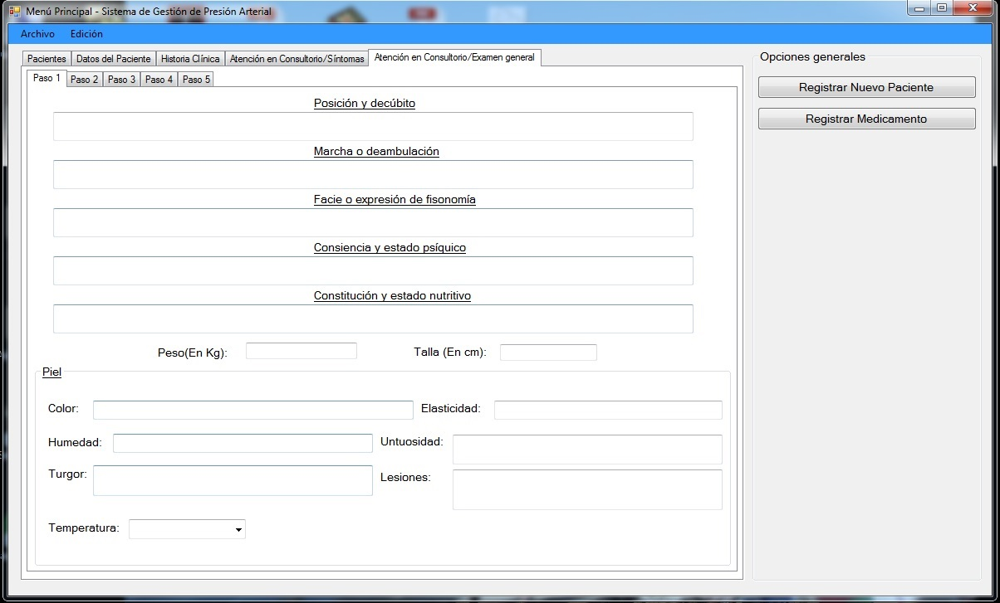 Menú Principal - Sistema de Gestión de Presión Arterial
Archivo Edición
Pacientes Datos del Paciente Historia Clínica Atención en Consultorio/Síntomas Atención en Consultorio/Examen general
Paso 1 Paso 2 Paso 3 Paso 4 Paso 5
Posición y decúbito
Marcha o deambulación
Facie o expresión de fisonomía
Consiencia y estado psíquico
Constitución y estado nutritivo
Peso(En Kg): Talla (En cm):
Piel
Color: Elasticidad:
Humedad: Untuosidad:
Turgor: Lesiones:
Temperatura:
Opciones generales
Registrar Nuevo Paciente
Registrar Medicamento